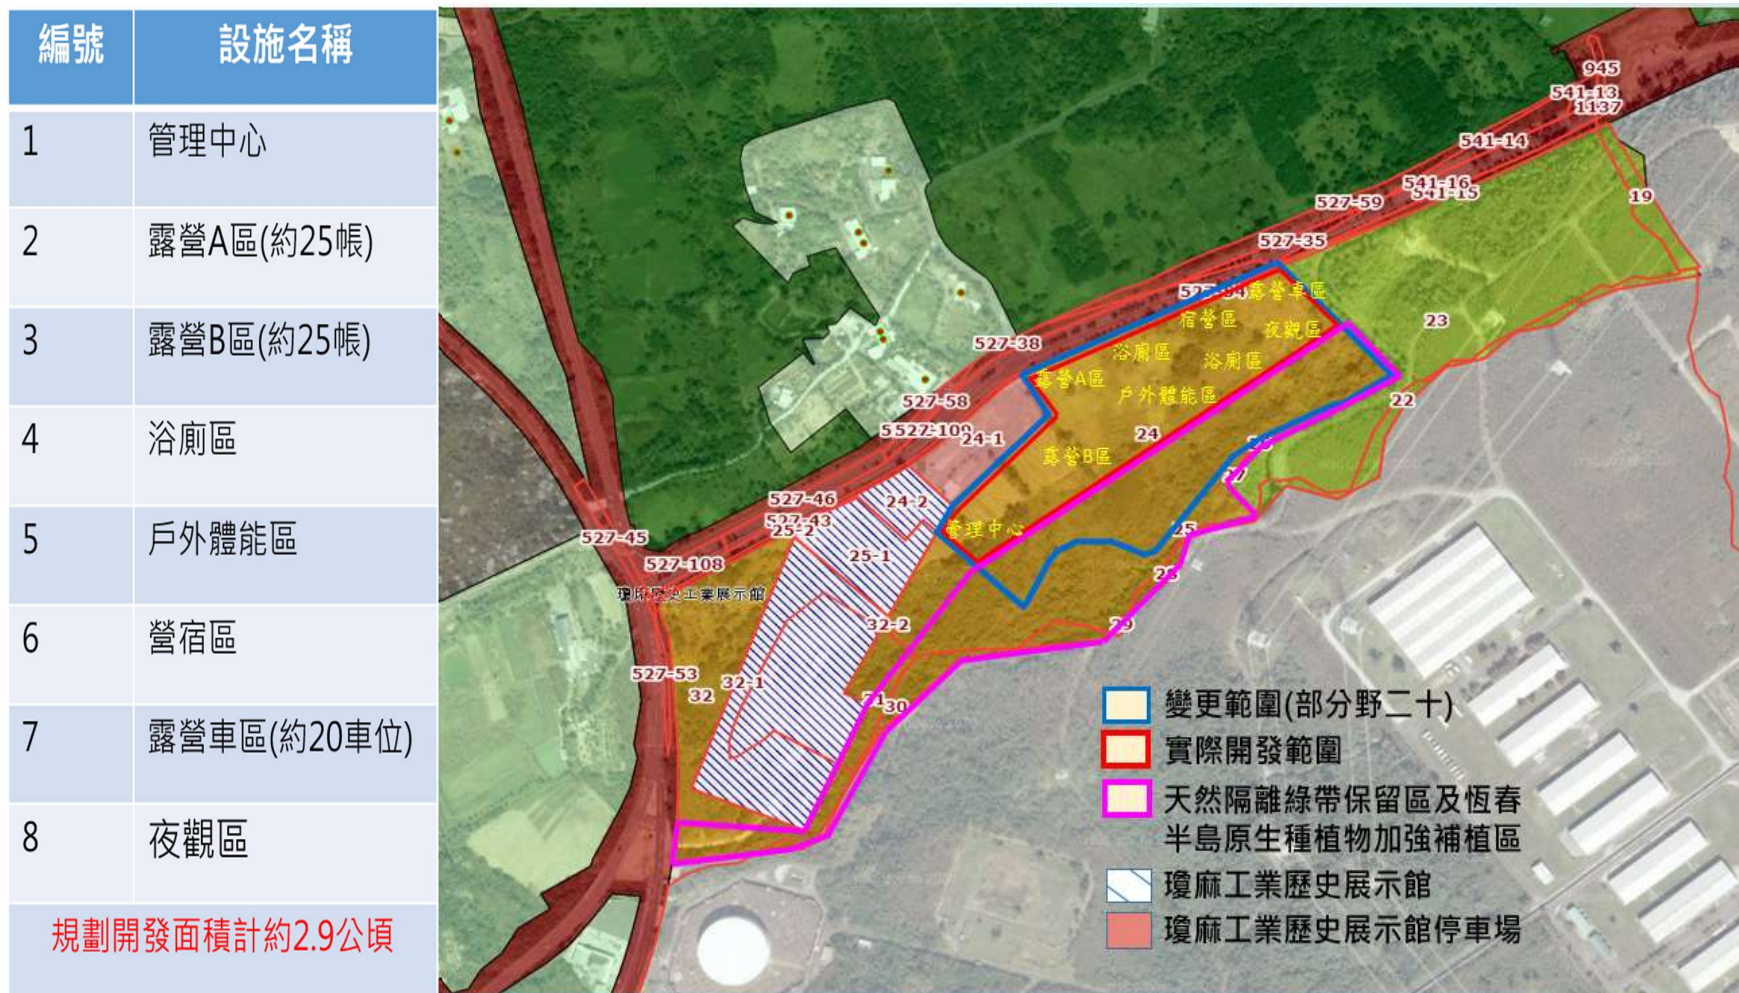 編號 設施名稱
1 管理中心
2 露營A區(約25帳)
3 露營B區(約25帳)
4 浴廁區
5 戶外體能區
6 營宿區
7 露營車區(約20車位)
8 夜觀區
規劃開發面積計約2.9公頃
945
541-13
1137
541-14
541-16
541-15
19
527-59
527-35
露營車區
宿營區
夜觀區
23
527-38
浴廁區
浴廁區
露營A區
戶外體能區
22
527-58
24-1
24
露營B區
527-46
24-2
527-43
25-2
管理中心
25
527-45
25-1
527-108
瓊麻歷史工業展示館
28
32-2
29
527-53
32-1
32
30
變更範圍(部分野二十)
實際開發範圍
天然隔離綠帶保留區及恆春
半島原生種植物加強補植區
瓊麻工業歷史展示館
瓊麻工業歷史展示館停車場